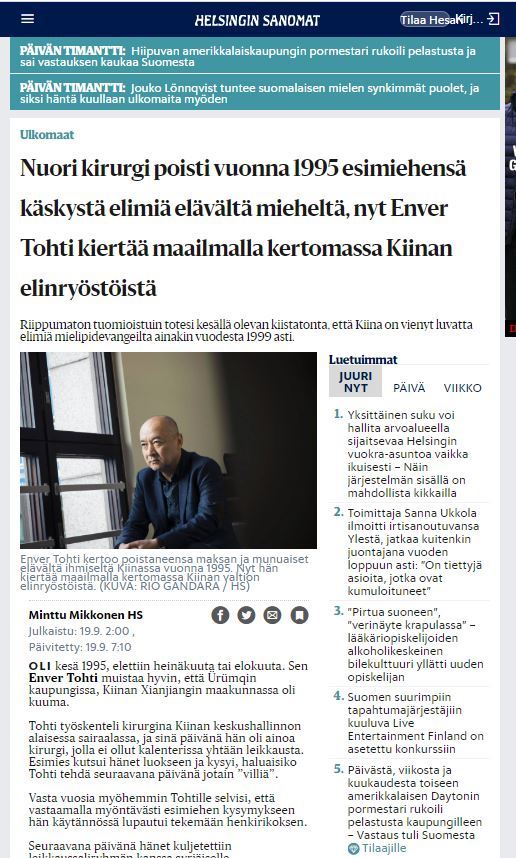 HELSINGIN SANOMAT
Tilaa Hesari
Kirj...
PÄIVÄN TIMANTTI: Hiipuvan amerikkalaiskaupungin pormestari rukoili pelastusta ja
sai vastauksen kaukaa Suomesta
PÄIVÄN TIMANTTI: Jouko Lönnqvist tuntee suomalaisen mielen synkimmät puolet, ja
siksi häntä kuullaan ulkomaita myöden
Ulkomaat
Nuori kirurgi poisti vuonna 1995 esimiehensä
käskystä elimiä elävältä mieheltä, nyt Enver
Tohti kiertää maailmalla kertomassa Kiinan
elinryöstöistä
Riippumaton tuomioistuin totesi kesällä olevan kiistatonta, että Kiina on vienyt luvatta
elimiä mielipidevangeilta ainakin vuodesta 1999 asti.
Enver Tohti kertoo poistaneensa maksan ja munuaiset
elävältä ihmiseltä Kiinassa vuonna 1995. Nyt hän
kiertää maailmalla kertomassa Kiinan valtion
elinryöstöistä. (KUVA: RIO GANDARA / HS)
Minttu Mikkonen HS
Julkaistu: 19.9. 2:00 ,
Päivitetty: 19.9. 7:10
OLI kesä 1995, elettiin heinäkuuta tai elokuuta. Sen
Enver Tohti muistaa hyvin, että Ürümqin
kaupungissa, Kiinan Xianjiangin maakunnassa oli
kuuma.
Tohti työskenteli kirurgina Kiinan keskushallinnon
alaisessa sairaalassa, ja sinä päivänä hän oli ainoa
kirurgi, jolla ei ollut kalenterissa yhtään leikkausta.
Esimies kutsui hänet luokseen ja kysyi, haluaisiko
Tohti tehdä seuraavana päivänä jotain ”villiä”.
Vasta vuosia myöhemmin Tohtille selvisi, että
vastaamalla myöntävästi esimiehen kysymykseen
hän käytännössä lupautui tekemään henkirikoksen.
Seuraavana päivänä hänet kuljetettiin
Luetuimmat
JUURI
NYT
PÄIVÄ
VIIKKO
1. Yksittäinen suku voi
hallita arvoalueella
sijaitsevaa Helsingin
vuokra-asuntoa vaikka
ikuisesti – Näin
järjestelmän sisällä on
mahdollista kikkailla
2. Toimittaja Sanna Ukkola
ilmoitti irtisanoutuvansa
Ylestä, jatkaa kuitenkin
juontajana vuoden
loppuun asti: ”On tiettyjä
asioita, jotka ovat
kumuloituneet”
3. ”Pirtua suoneen”,
”verinäyte krapulassa” –
lääkäriopiskelijoiden
alkoholikeskeinen
bilekulttuuri yllätti uuden
opiskelijan
4. Suomen suurimpiin
tapahtumajärjestäjiin
kuuluva Live
Entertainment Finland on
asetettu konkurssiin
5. Päivästä, viikosta ja
kuukaudesta toiseen
amerikkalaisen Daytonin
pormestari rukoili
pelastusta kaupungilleen
– Vastaus tuli Suomesta
Tilaajille